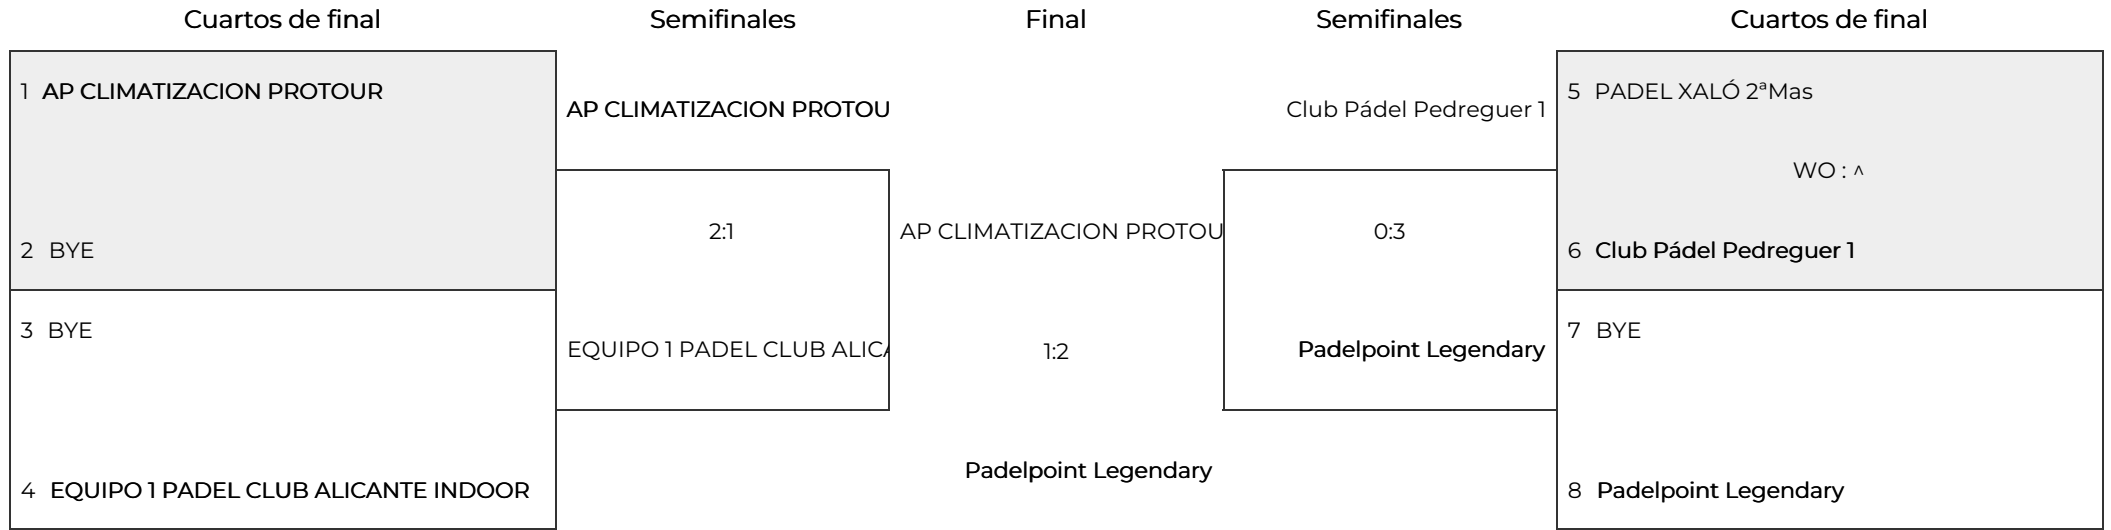 Cuartos de final
Semifinales
Final
Semifinales
Cuartos de final
1 AP CLIMATIZACION PROTOUR
2 BYE
3 BYE
4 EQUIPO 1 PADEL CLUB ALICANTE INDOOR
AP CLIMATIZACION PROTOU
2:1
EQUIPO 1 PADEL CLUB ALICA
AP CLIMATIZACION PROTOU
1:2
Padelpoint Legendary
Club Pádel Pedreguer 1
0:3
Padelpoint Legendary
5 PADEL XALÓ 2ªMas
WO : ^
6 Club Pádel Pedreguer 1
7 BYE
8 Padelpoint Legendary